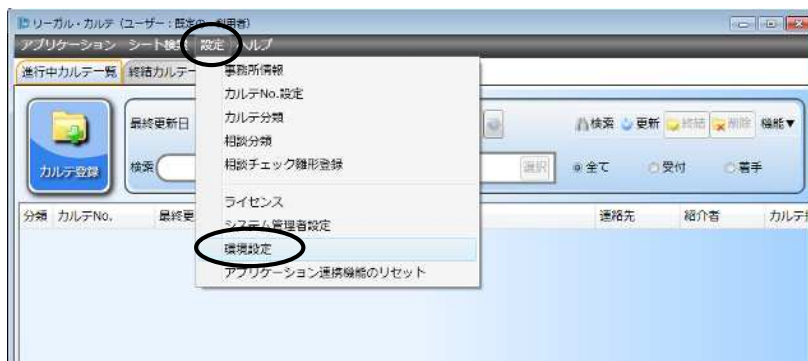 リーガル・カルテ（ユーザー：既定の利用者）
アプリケーション シート検索 設定 ヘルプ
進行中カルテ一覧 終結カルテ一
事務所情報
カルテNo.設定
カルテ分類
相談分類
相談チェック雛形登録
ライセンス
システム管理者設定
環境設定
アプリケーション連携機能のリセット
カルテ登録
最終更新日
検索 更新 終結 削除 機能▼
検索
選択 全て 受付 着手
分類 カルテNo. 最終更 連絡先 紹介者 カルテ